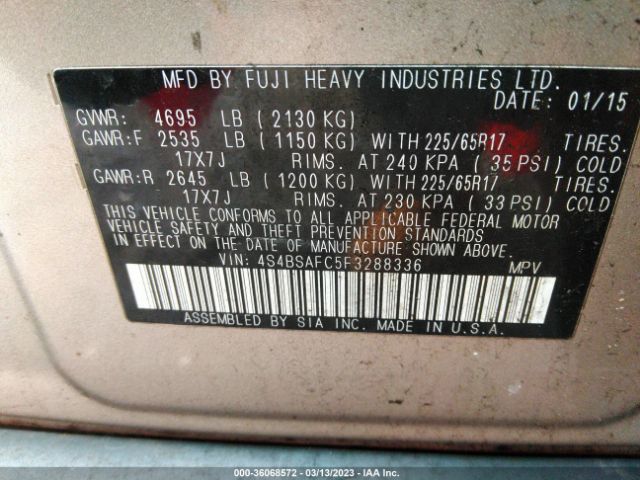 MFD BY FUJI HEAVY INDUSTRIES LTD.
DATE: 01/15
GVWR: 4695 LB (2130 KG)
GAWR:F 2535 LB (1150 KG) WITH 225/65R17 TIRES.
17X7J RIMS. AT 240 KPA (35 PSI) COLD
GAWR:R 2645 LB (1200 KG) WITH 225/65R17 TIRES.
17X7J RIMS. AT 230 KPA (33 PSI) COLD
THIS VEHICLE CONFORMS TO ALL APPLICABLE FEDERAL MOTOR
VEHICLE SAFETY AND THEFT PREVENTION STANDARDS
IN EFFECT ON THE DATE OF MANUFACTURE SHOWN ABOVE.
VIN: 4S4BSAFC5F3288336 MPV
ASSEMBLED BY SIA INC. MADE IN U.S.A.
000-36068572 — 03/13/2023 — IAA Inc.